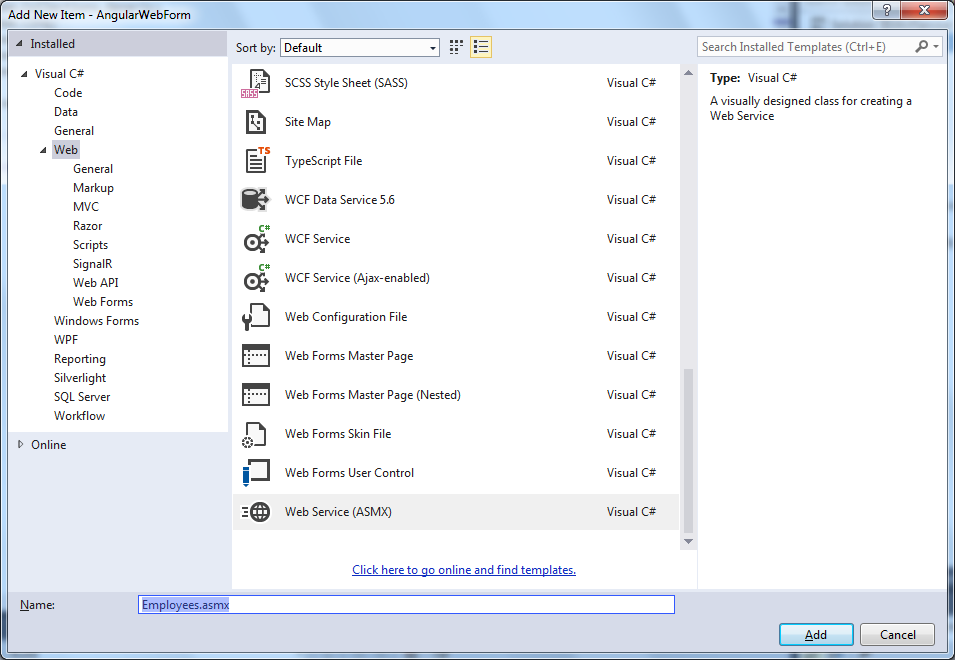 Add New Item - AngularWebForm
Installed
Sort by: Default
Search Installed Templates (Ctrl+E)
Visual C#
Code
Data
General
Web
General
Markup
MVC
Razor
Scripts
SignalR
Web API
Web Forms
Windows Forms
WPF
Reporting
Silverlight
SQL Server
Workflow
Online
SCSS Style Sheet (SASS) Visual C#
Site Map Visual C#
TS
TypeScript File Visual C#
WCF Data Service 5.6 Visual C#
C#
WCF Service Visual C#
C#
WCF Service (Ajax-enabled) Visual C#
Web Configuration File Visual C#
Web Forms Master Page Visual C#
Web Forms Master Page (Nested) Visual C#
Web Forms Skin File Visual C#
Web Forms User Control Visual C#
Web Service (ASMX) Visual C#
Click here to go online and find templates.
Type: Visual C#
A visually designed class for creating a
Web Service
Name: Employees.asmx
Add Cancel